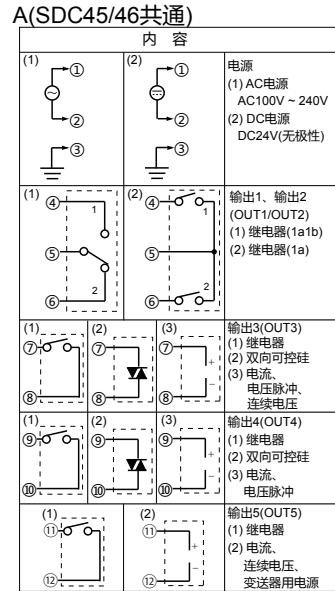 A(SDC45/46共通)
内 容
(1)
①
②
③
(2)
①
②
③
电源
(1) AC电源
AC100V ~ 240V
(2) DC电源
DC24V(无极性)
(1)
④
1
⑤
2
⑥
(2)
④
1
⑤
2
⑥
输出1、输出2
(OUT1/OUT2)
(1) 继电器(1a1b)
(2) 继电器(1a)
(1)
⑦
⑧
(2)
⑦
⑧
(3)
⑦
+
−
⑧
输出3(OUT3)
(1) 继电器
(2) 双向可控硅
(3) 电流、
电压脉冲、
连续电压
(1)
⑨
⑩
(2)
⑨
⑩
(3)
⑨
+
−
⑩
输出4(OUT4)
(1) 继电器
(2) 双向可控硅
(3) 电流、
电压脉冲
(1)
⑪
⑫
(2)
⑪
+
−
⑫
输出5(OUT5)
(1) 继电器
(2) 电流、
连续电压、
变送器用电源